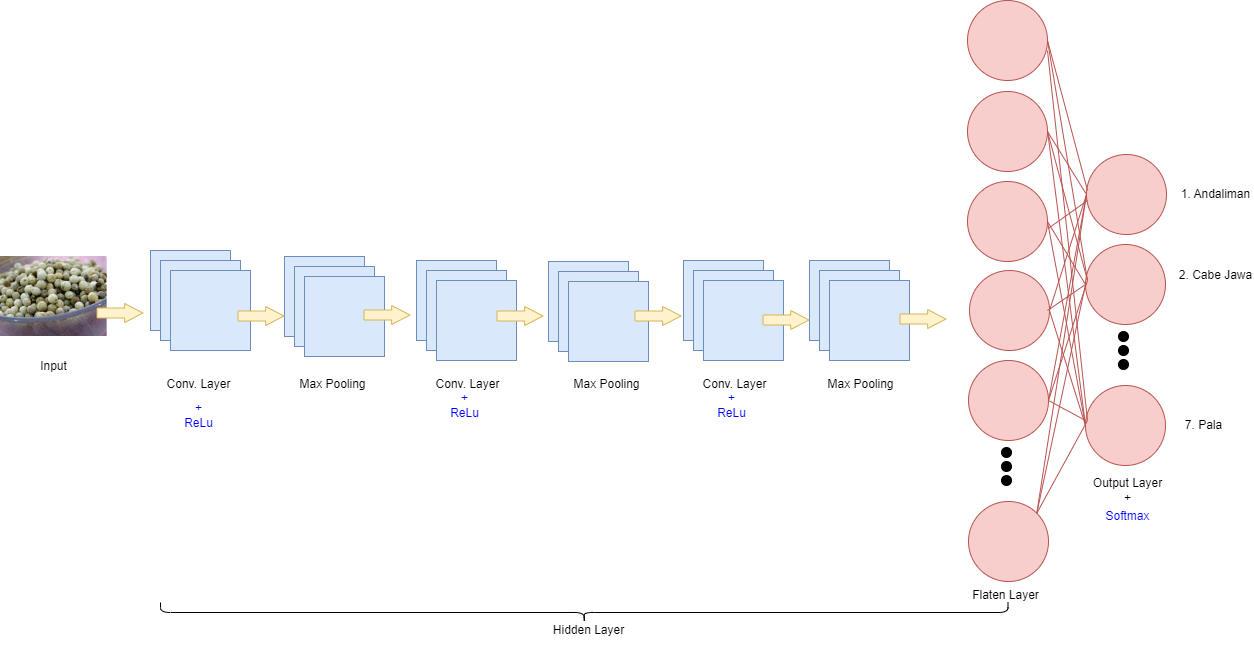 Input
Conv. Layer
+
ReLu
Max Pooling
Conv. Layer
+
ReLu
Max Pooling
Conv. Layer
+
ReLu
Max Pooling
Flaten Layer
Hidden Layer
1. Andaliman
2. Cabe Jawa
7. Pala
Output Layer
+
Softmax